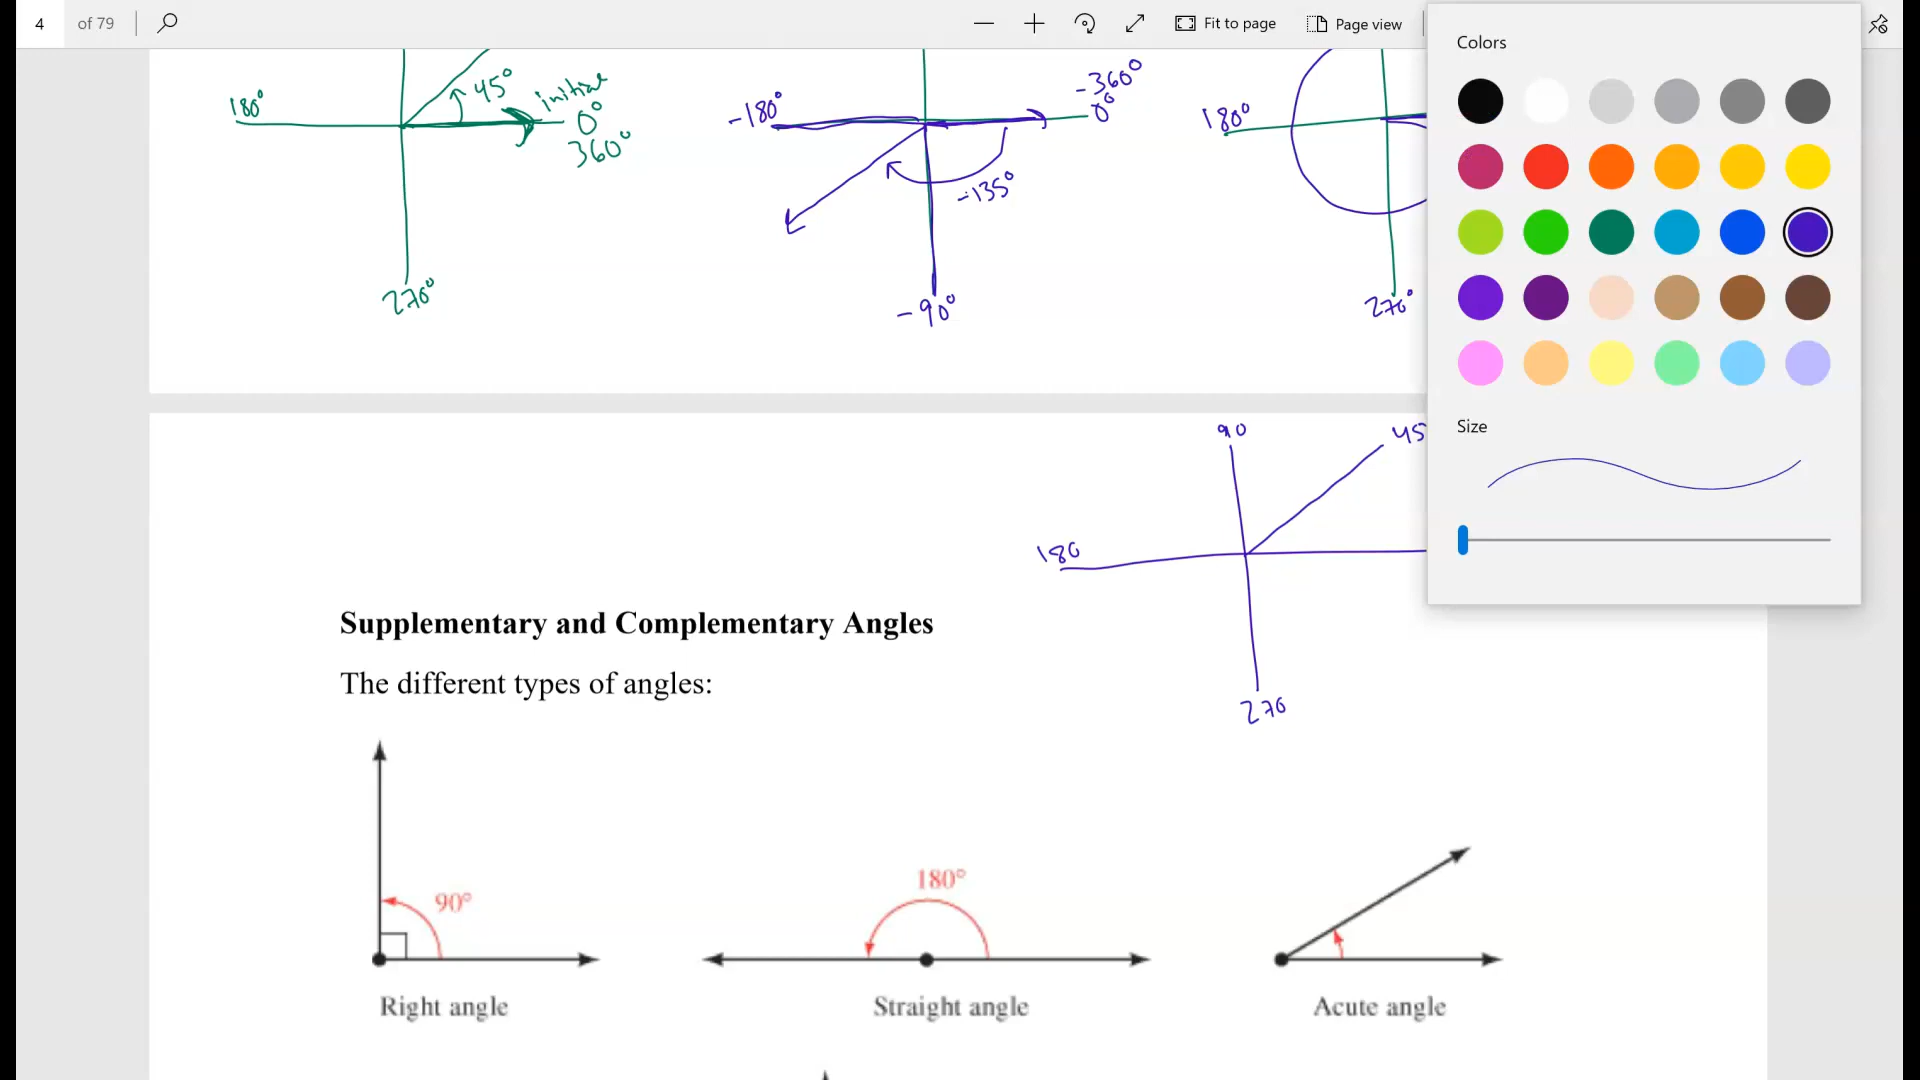 4 of 79 Fit to page Page view
Colors
45° initial
180° 0°
360°
270°
-360°
-180° 0°
-135°
-90°
180°
270°
Size
90 45
180
270
Supplementary and Complementary Angles
The different types of angles:
90°
180°
Right angle Straight angle Acute angle